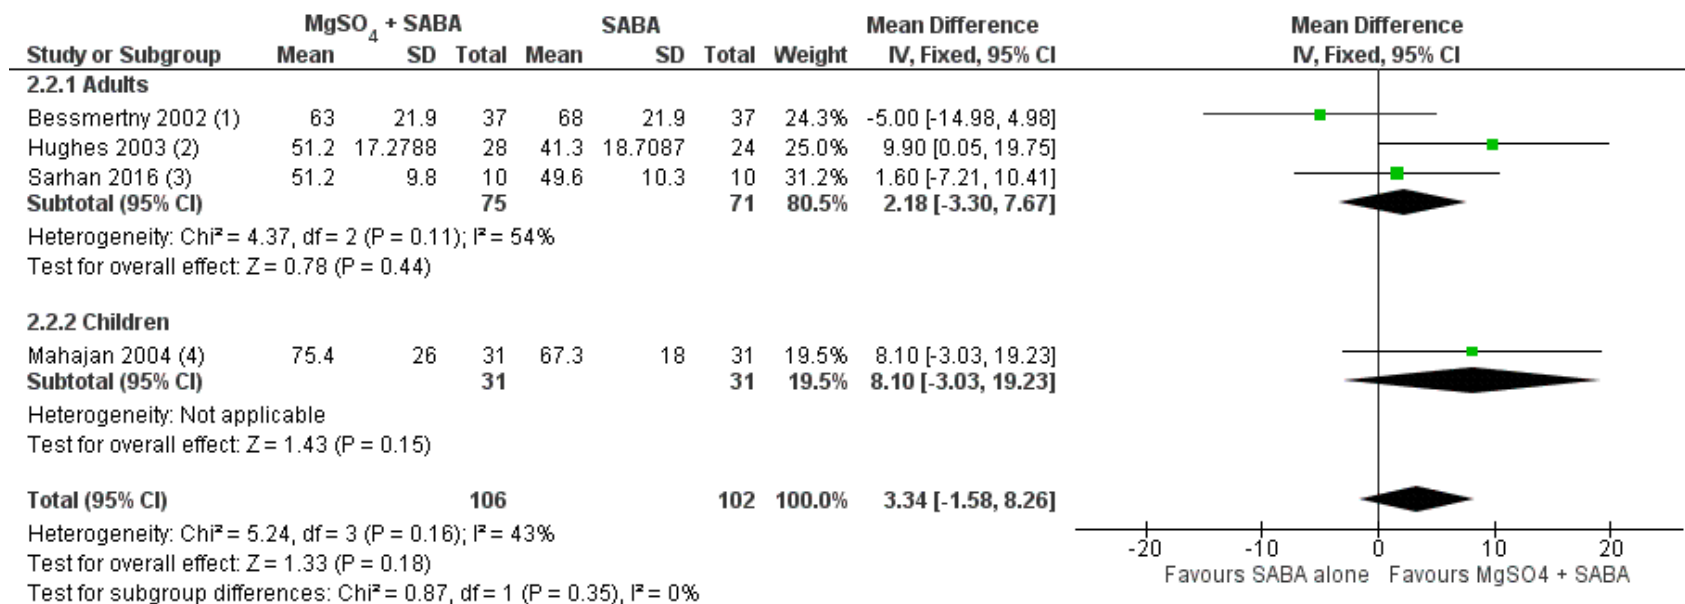 MgSO4 + SABA SABA Mean Difference Mean Difference
Study or Subgroup Mean SD Total Mean SD Total Weight IV, Fixed, 95% CI IV, Fixed, 95% CI
2.2.1 Adults
Bessmertny 2002 (1) 63 21.9 37 68 21.9 37 24.3% -5.00 [-14.98, 4.98]
Hughes 2003 (2) 51.2 17.2788 28 41.3 18.7087 24 25.0% 9.90 [0.05, 19.75]
Sarhan 2016 (3) 51.2 9.8 10 49.6 10.3 10 31.2% 1.60 [-7.21, 10.41]
Subtotal (95% CI) 75 71 80.5% 2.18 [-3.30, 7.67]
Heterogeneity: Chi² = 4.37, df = 2 (P = 0.11); I² = 54%
Test for overall effect: Z = 0.78 (P = 0.44)
2.2.2 Children
Mahajan 2004 (4) 75.4 26 31 67.3 18 31 19.5% 8.10 [-3.03, 19.23]
Subtotal (95% CI) 31 31 19.5% 8.10 [-3.03, 19.23]
Heterogeneity: Not applicable
Test for overall effect: Z = 1.43 (P = 0.15)
Total (95% CI) 106 102 100.0% 3.34 [-1.58, 8.26]
Heterogeneity: Chi² = 5.24, df = 3 (P = 0.16); I² = 43%
Test for overall effect: Z = 1.33 (P = 0.18)
Test for subgroup differences: Chi² = 0.87, df = 1 (P = 0.35), I² = 0%
-20 -10 0 10 20
Favours SABA alone Favours MgSO4 + SABA